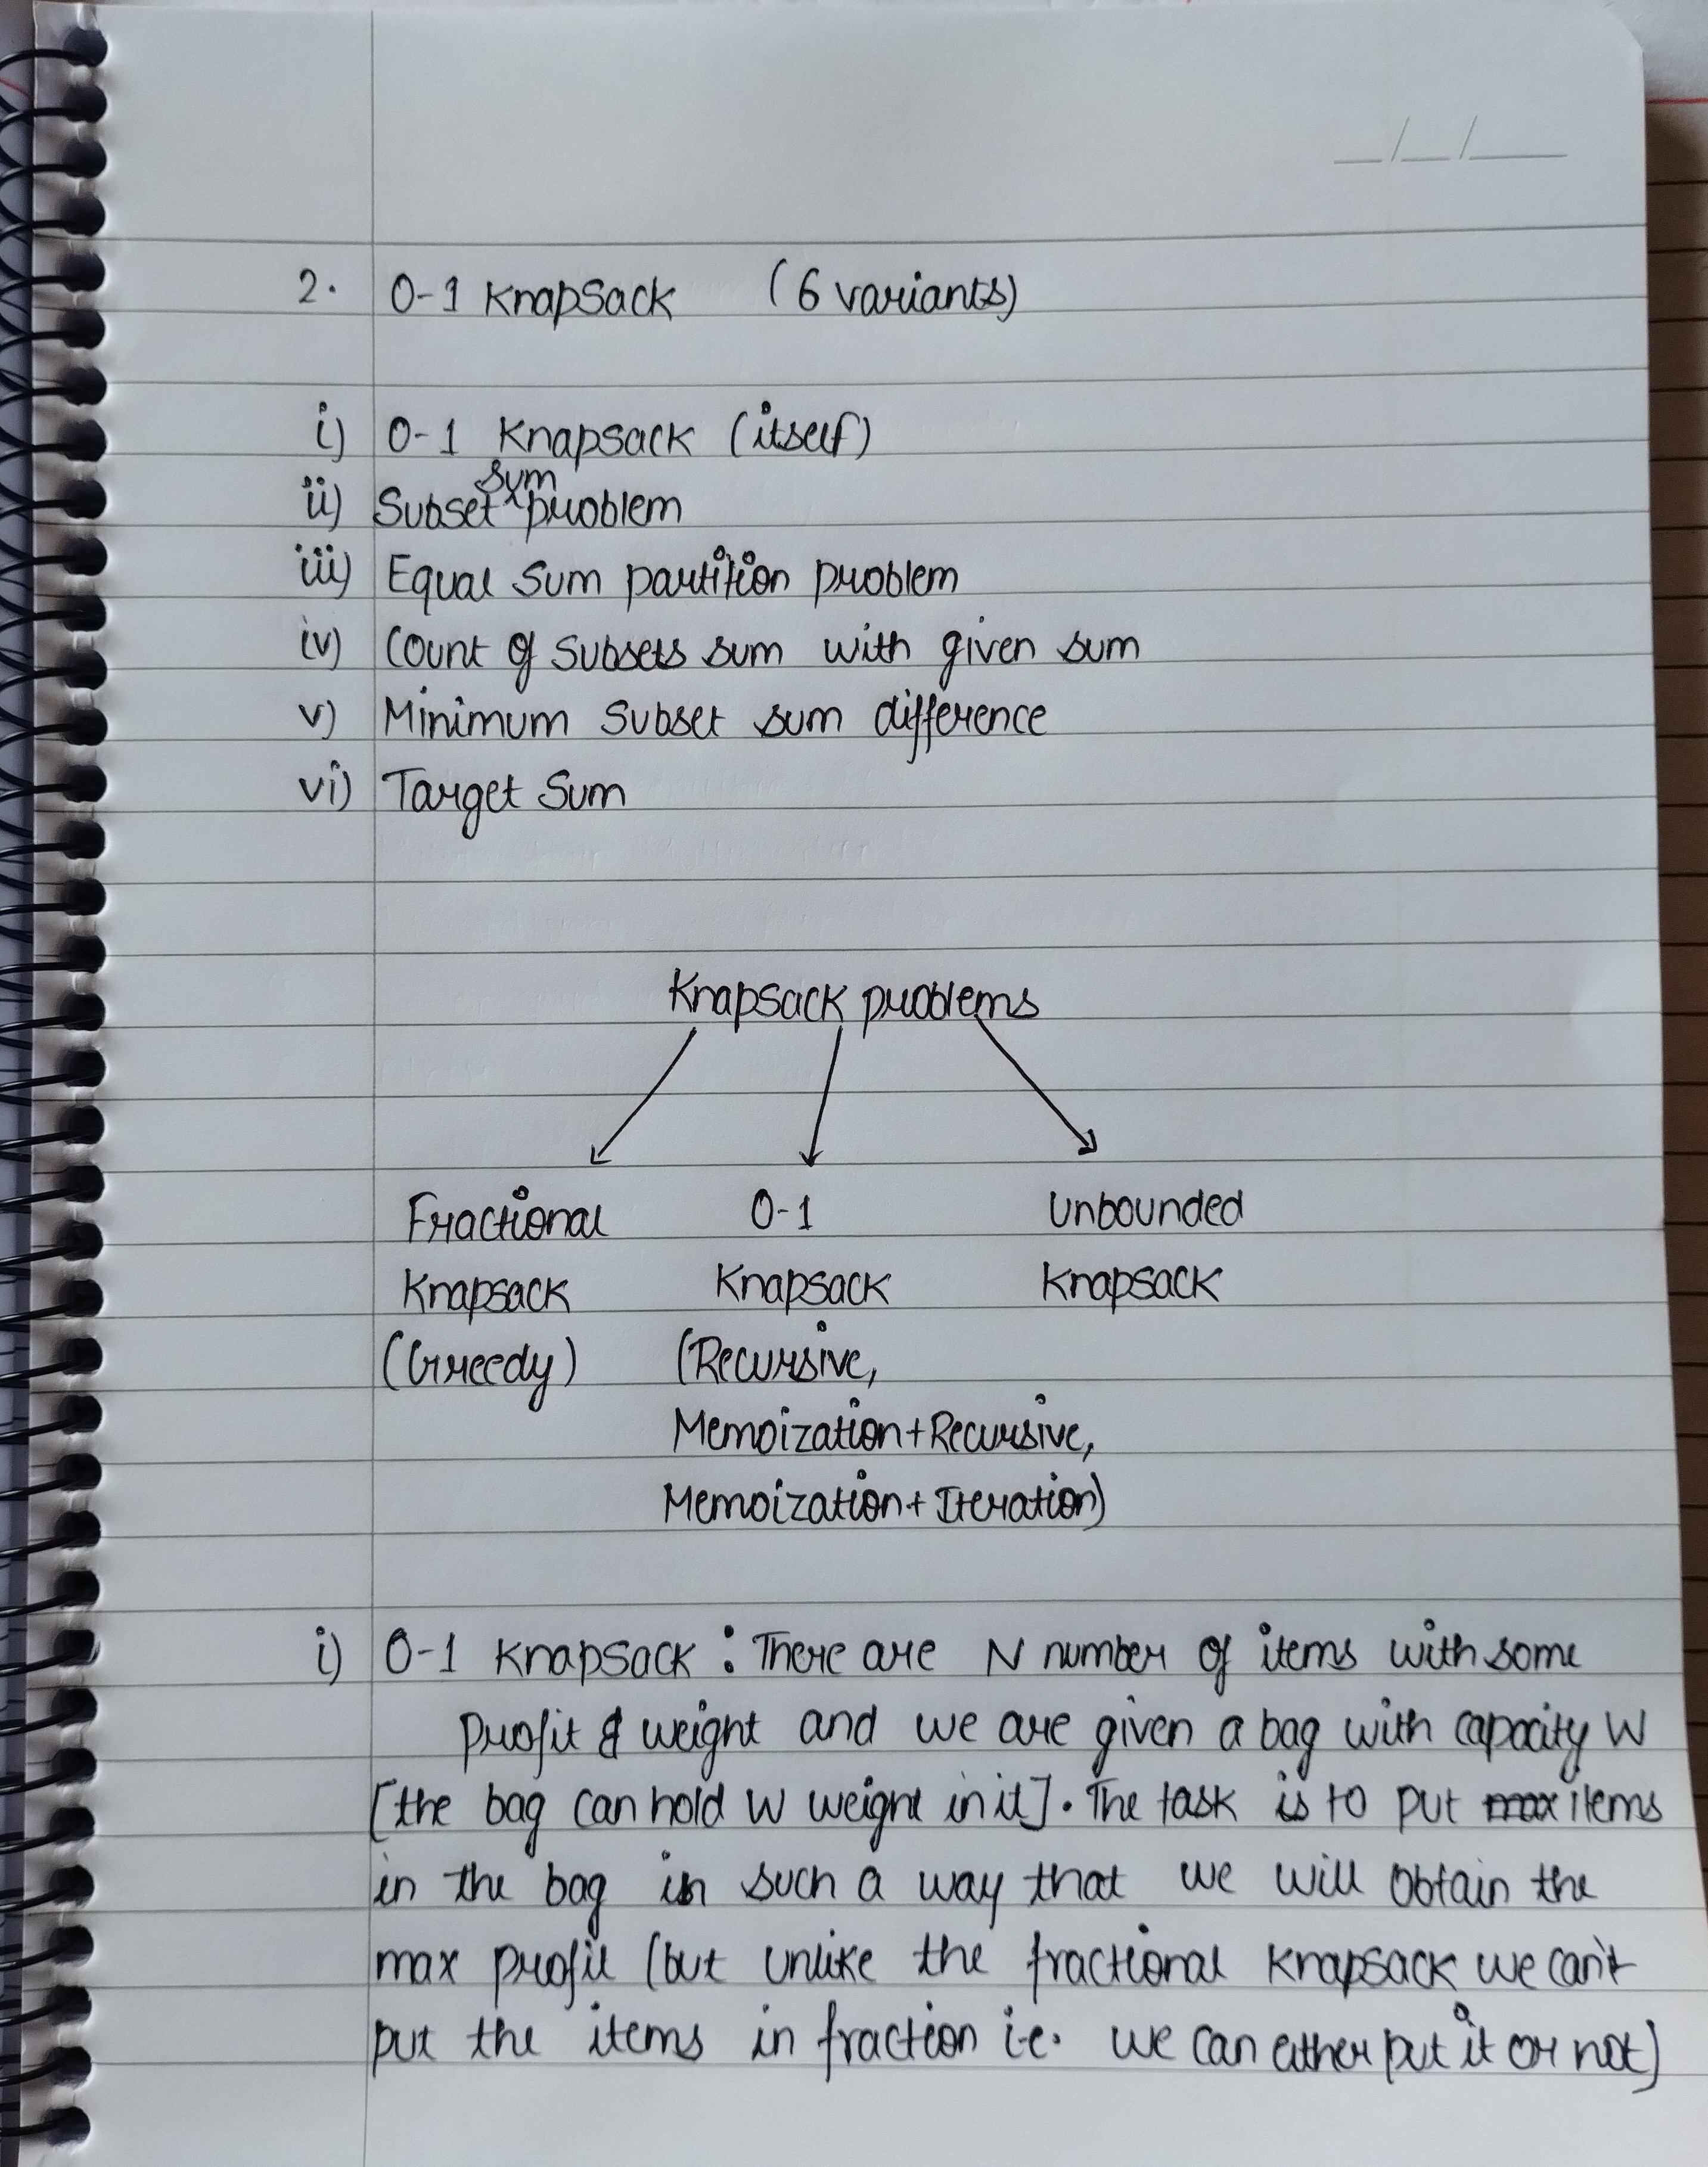 __/__/____
2. 0-1 Knapsack (6 variants)
i) 0-1 Knapsack (itself)
ii) Subset sum problem
iii) Equal sum partition problem
iv) Count of Subsets sum with given sum
v) Minimum Subset sum difference
vi) Target Sum
Knapsack problems
Fractional 0-1 Unbounded
Knapsack Knapsack Knapsack
(Greedy) (Recursive,
Memoization+Recursive,
Memoization+Iteration)
i) 0-1 Knapsack : There are N number of items with some
profit & weight and we are given a bag with capacity W
[the bag can hold W weight in it]. The task is to put max items
in the bag in such a way that we will obtain the
max profit (but unlike the fractional knapsack we can't
put the items in fraction i.e. we can either put it or not)